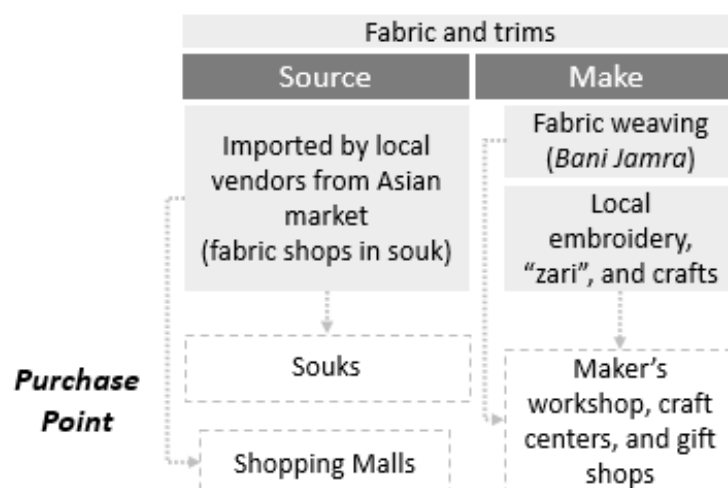 Fabric and trims
Source
Make
Imported by local
vendors from Asian
market
(fabric shops in souk)
Fabric weaving
(Bani Jamra)
Local
embroidery,
“zari”, and crafts
Purchase
Point
Souks
Shopping Malls
Maker’s
workshop, craft
centers, and gift
shops